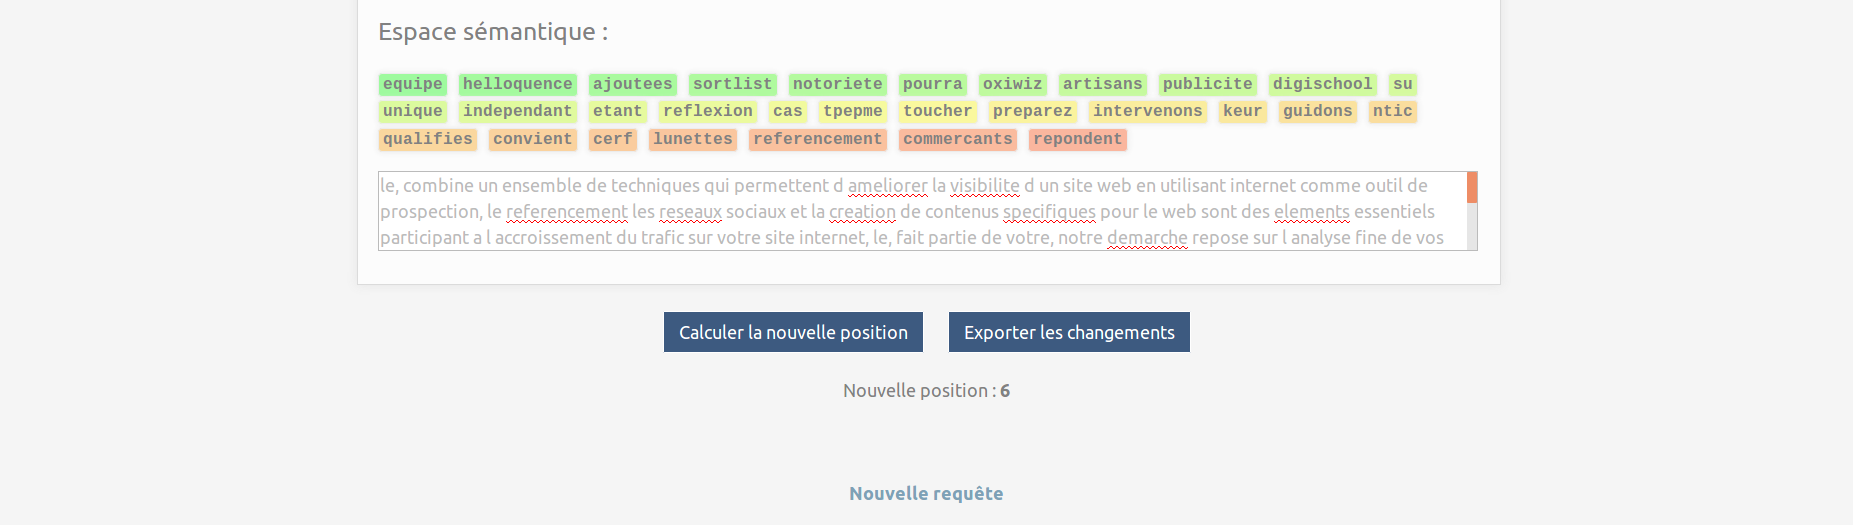 Espace sémantique :
equipe helloquence ajoutees sortlist notoriete pourra oxiwiz artisans publicite digischool su
unique independant etant reflexion cas tpepme toucher preparez intervenons keur guidons ntic
qualifies convient cerf lunettes referencement commercants repondent
le, combine un ensemble de techniques qui permettent d ameliorer la visibilite d un site web en utilisant internet comme outil de
prospection, le referencement les reseaux sociaux et la creation de contenus specifiques pour le web sont des elements essentiels
participant a l accroissement du trafic sur votre site internet, le, fait partie de votre, notre demarche repose sur l analyse fine de vos
Calculer la nouvelle position Exporter les changements
Nouvelle position : 6
Nouvelle requête